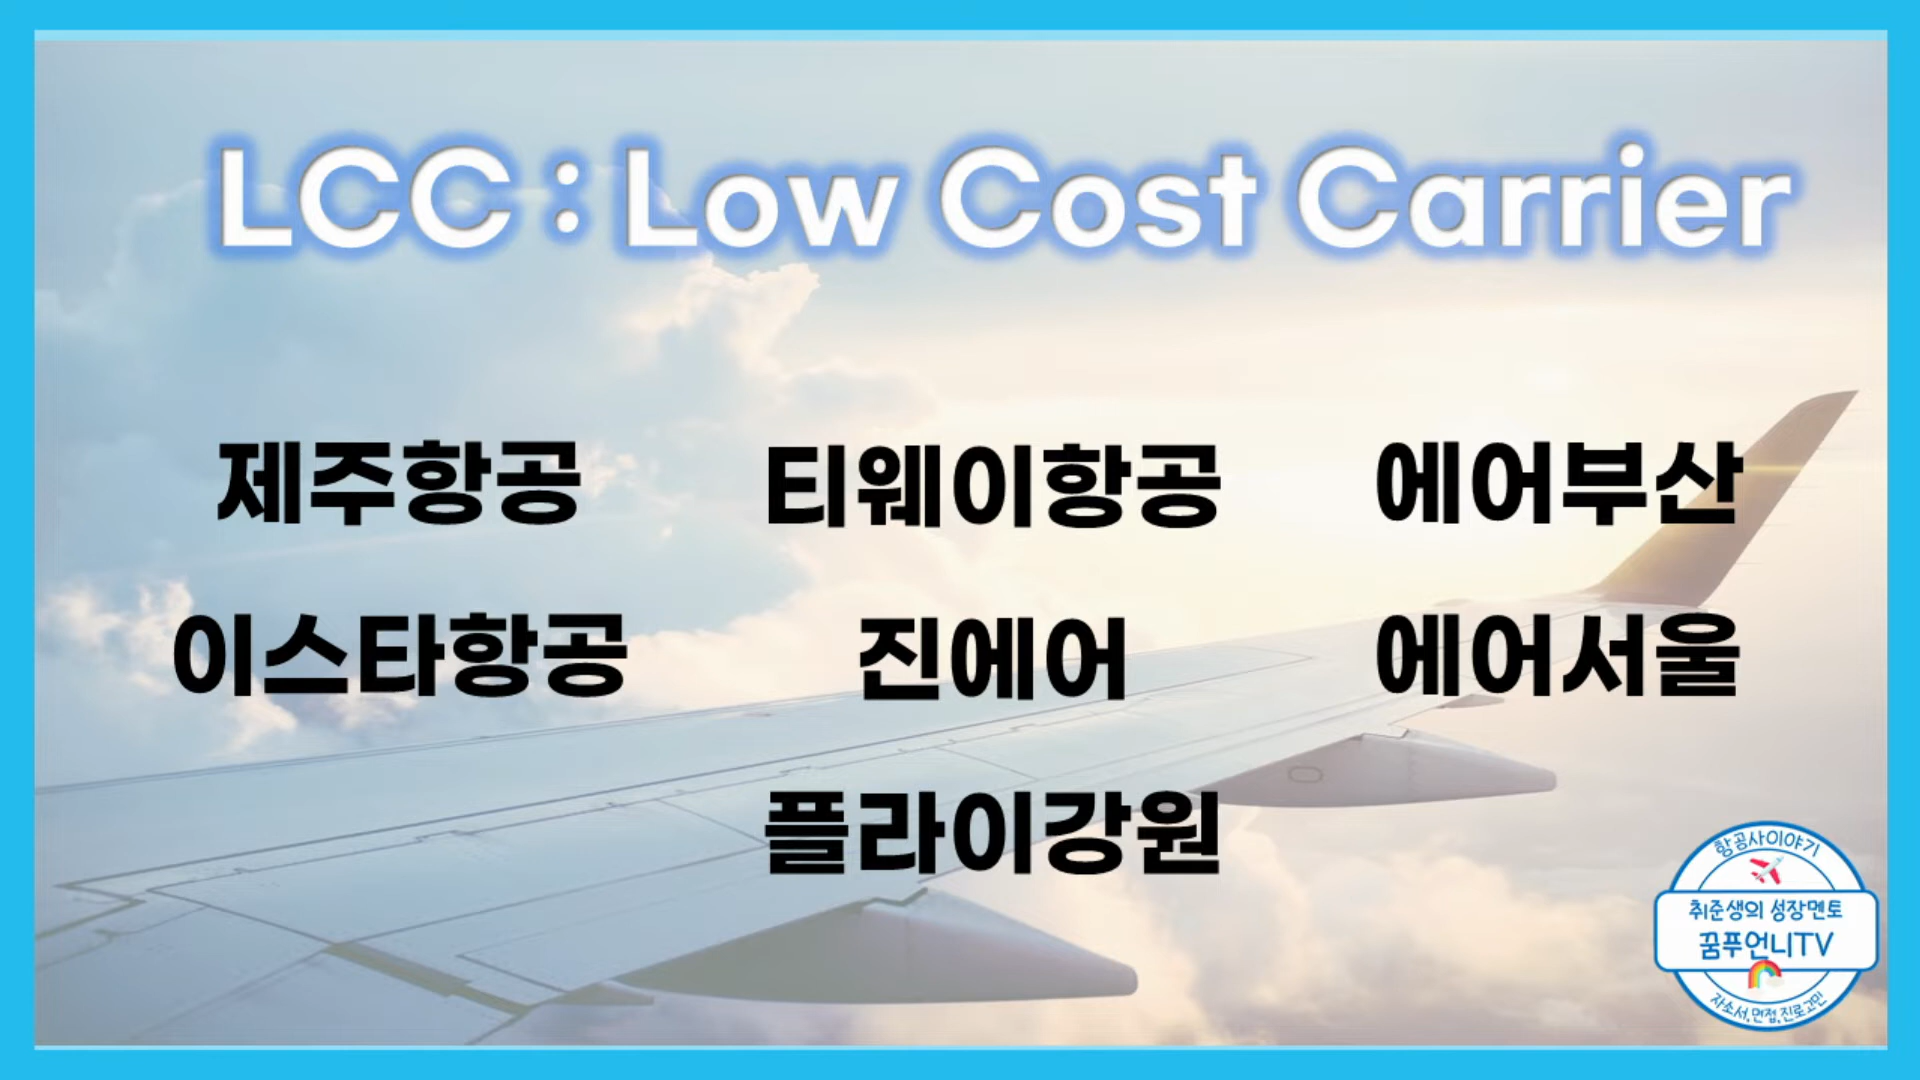 LCC : Low Cost Carrier
제주항공 티웨이항공 에어부산
이스타항공 진에어 에어서울
플라이강원
항공사이야기
취준생의 성장멘토
꿈푸언니TV
자소서,면접,진로고민